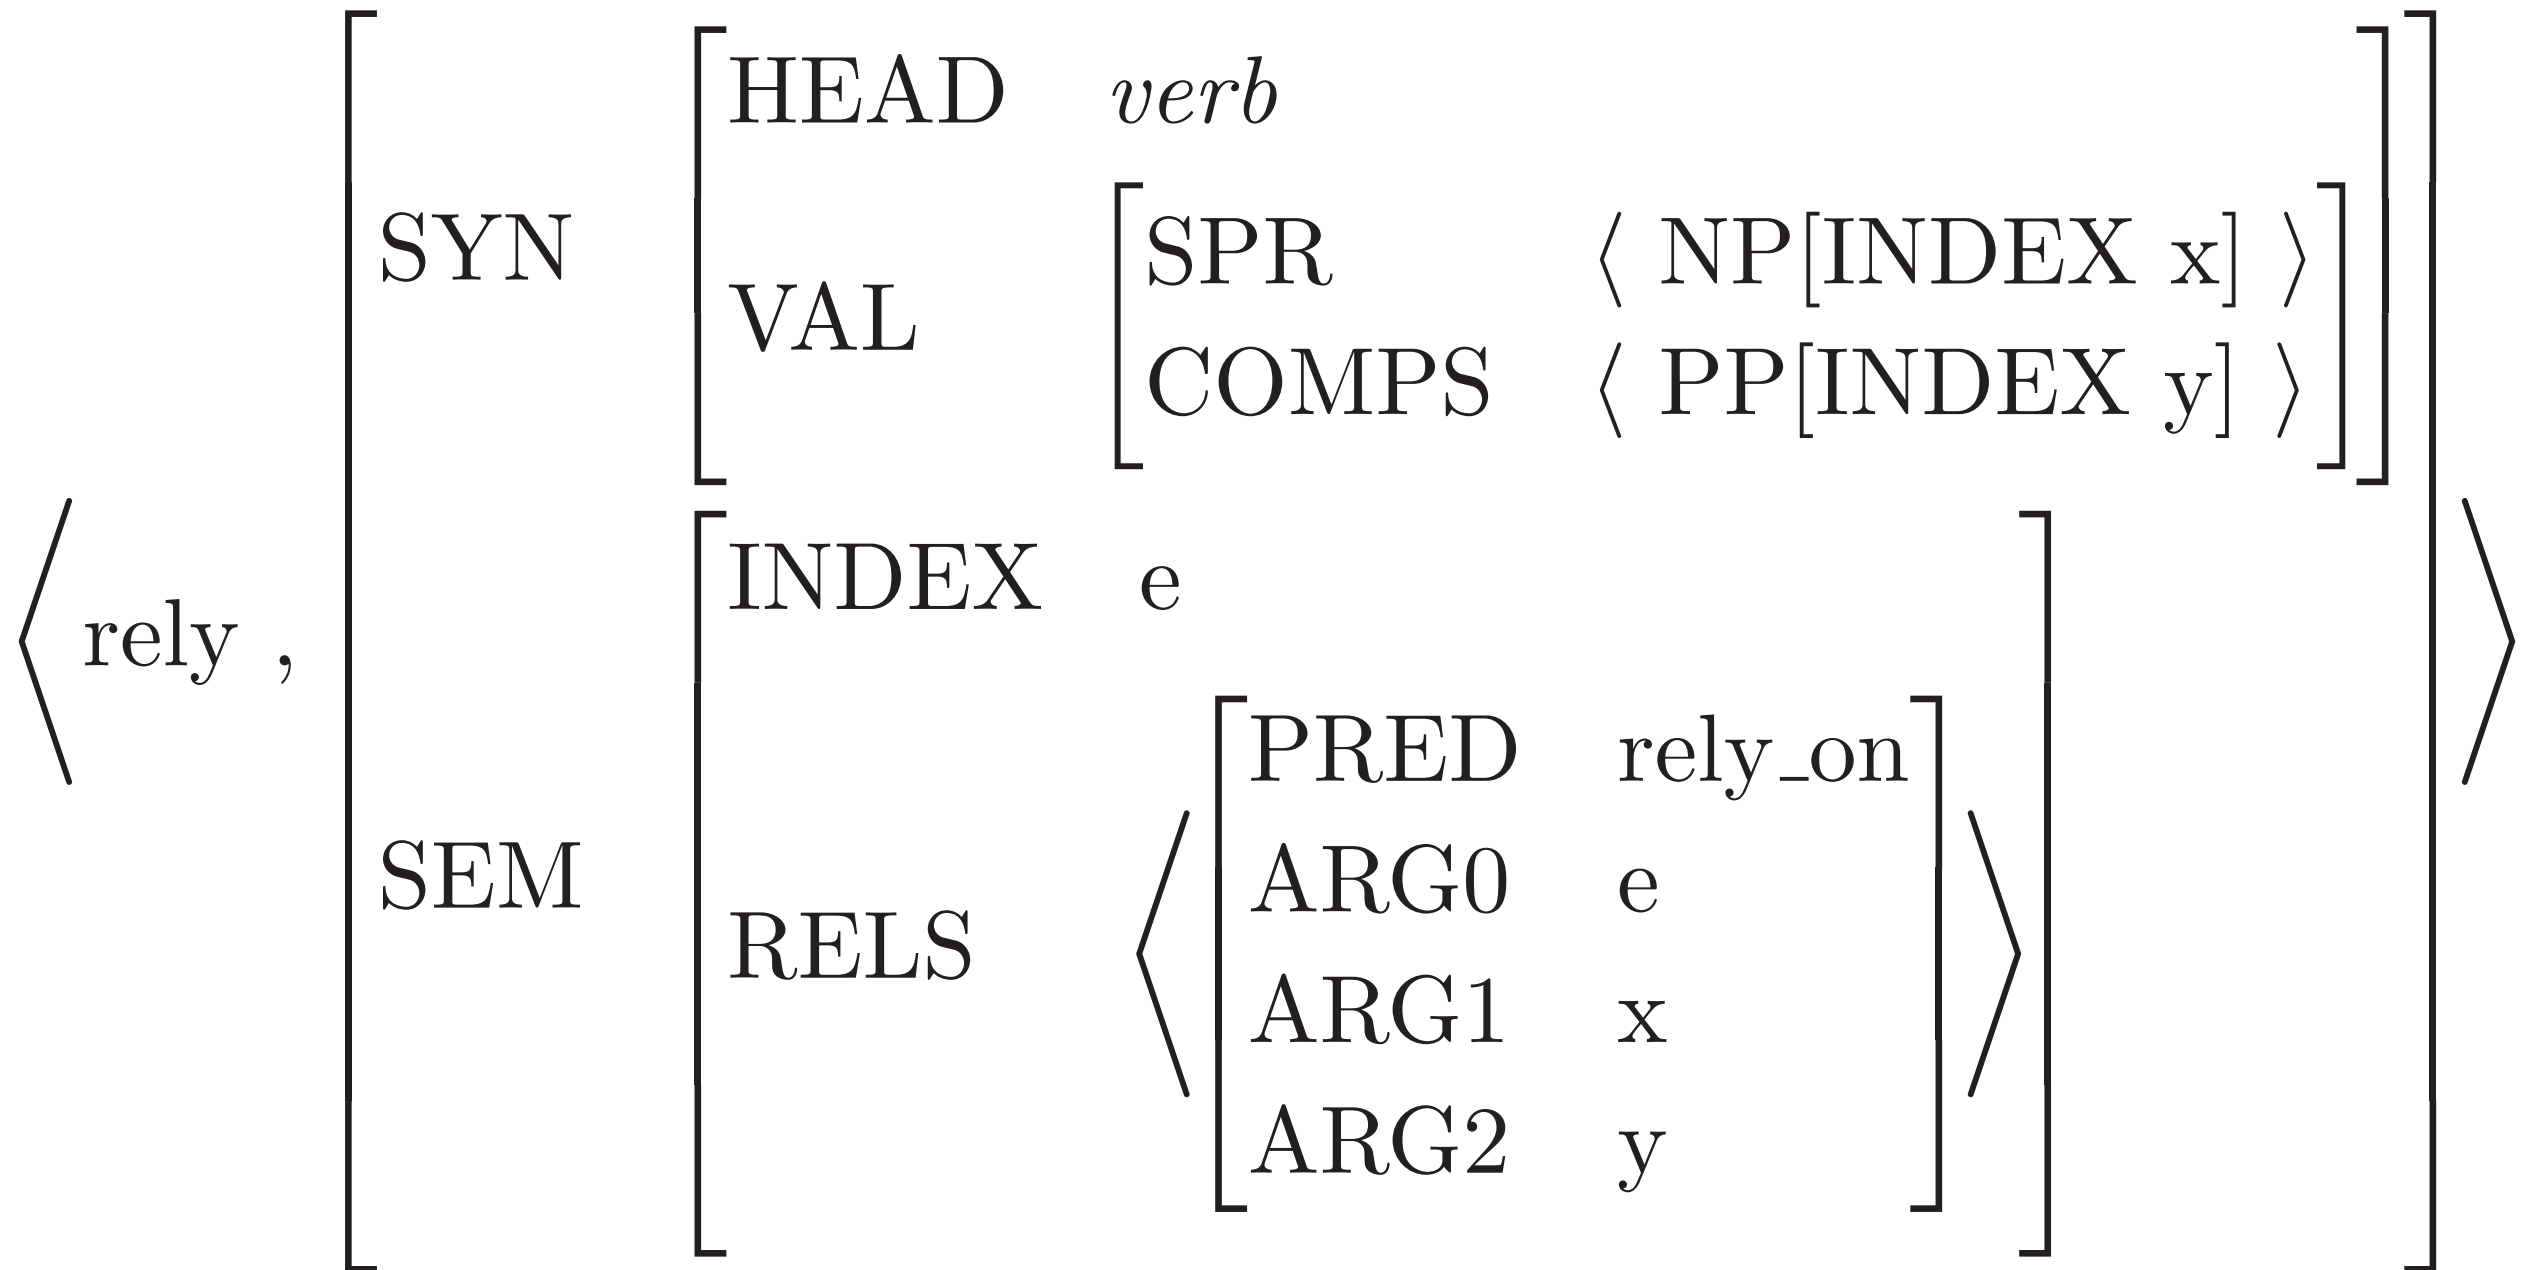 HEAD verb
SYN
SPR ⟨ NP[INDEX x] ⟩
VAL
COMPS ⟨ PP[INDEX y] ⟩
INDEX e
rely ,
PRED rely_on
SEM
ARG0 e
RELS
ARG1 x
ARG2 y